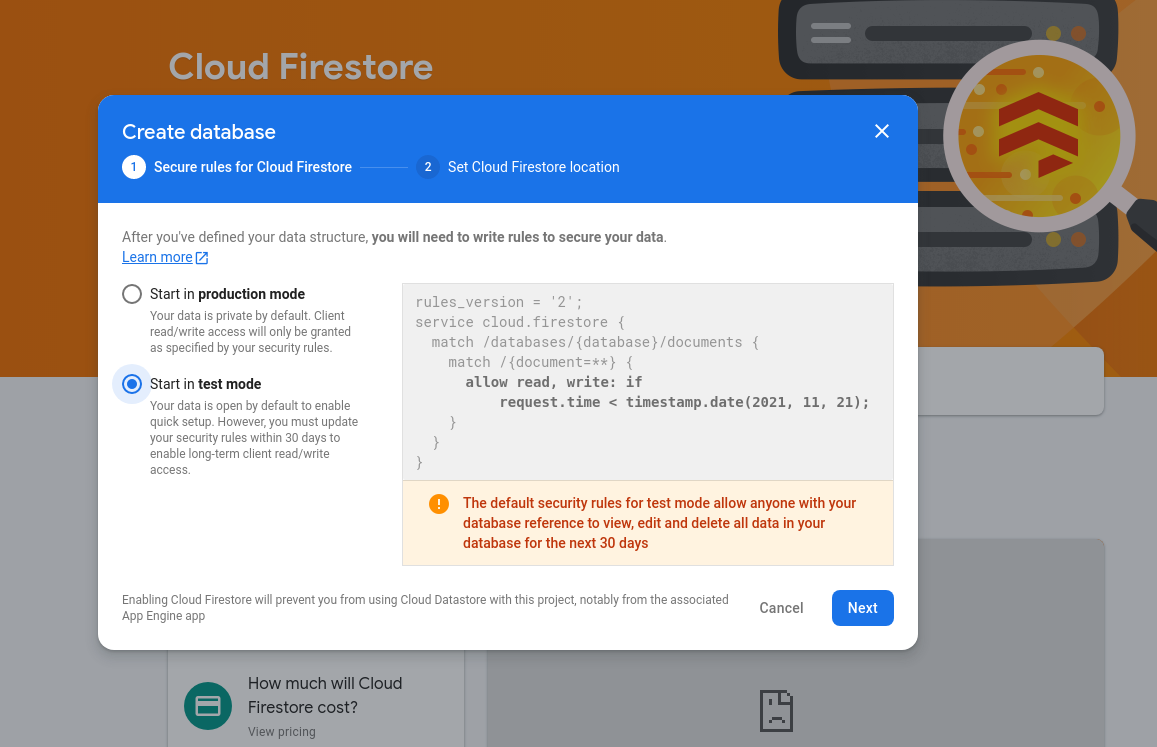 Cloud Firestore
Create database
1 Secure rules for Cloud Firestore 2 Set Cloud Firestore location
After you've defined your data structure, you will need to write rules to secure your data.
Learn more
Start in production mode
Your data is private by default. Client
read/write access will only be granted
as specified by your security rules.
Start in test mode
Your data is open by default to enable
quick setup. However, you must update
your security rules within 30 days to
enable long-term client read/write
access.
rules_version = '2';
service cloud.firestore {
  match /databases/{database}/documents {
    match /{document=**} {
      allow read, write: if
          request.time < timestamp.date(2021, 11, 21);
    }
  }
}
The default security rules for test mode allow anyone with your
database reference to view, edit and delete all data in your
database for the next 30 days
Enabling Cloud Firestore will prevent you from using Cloud Datastore with this project, notably from the associated
App Engine app
Cancel
Next
How much will Cloud
Firestore cost?
View pricing